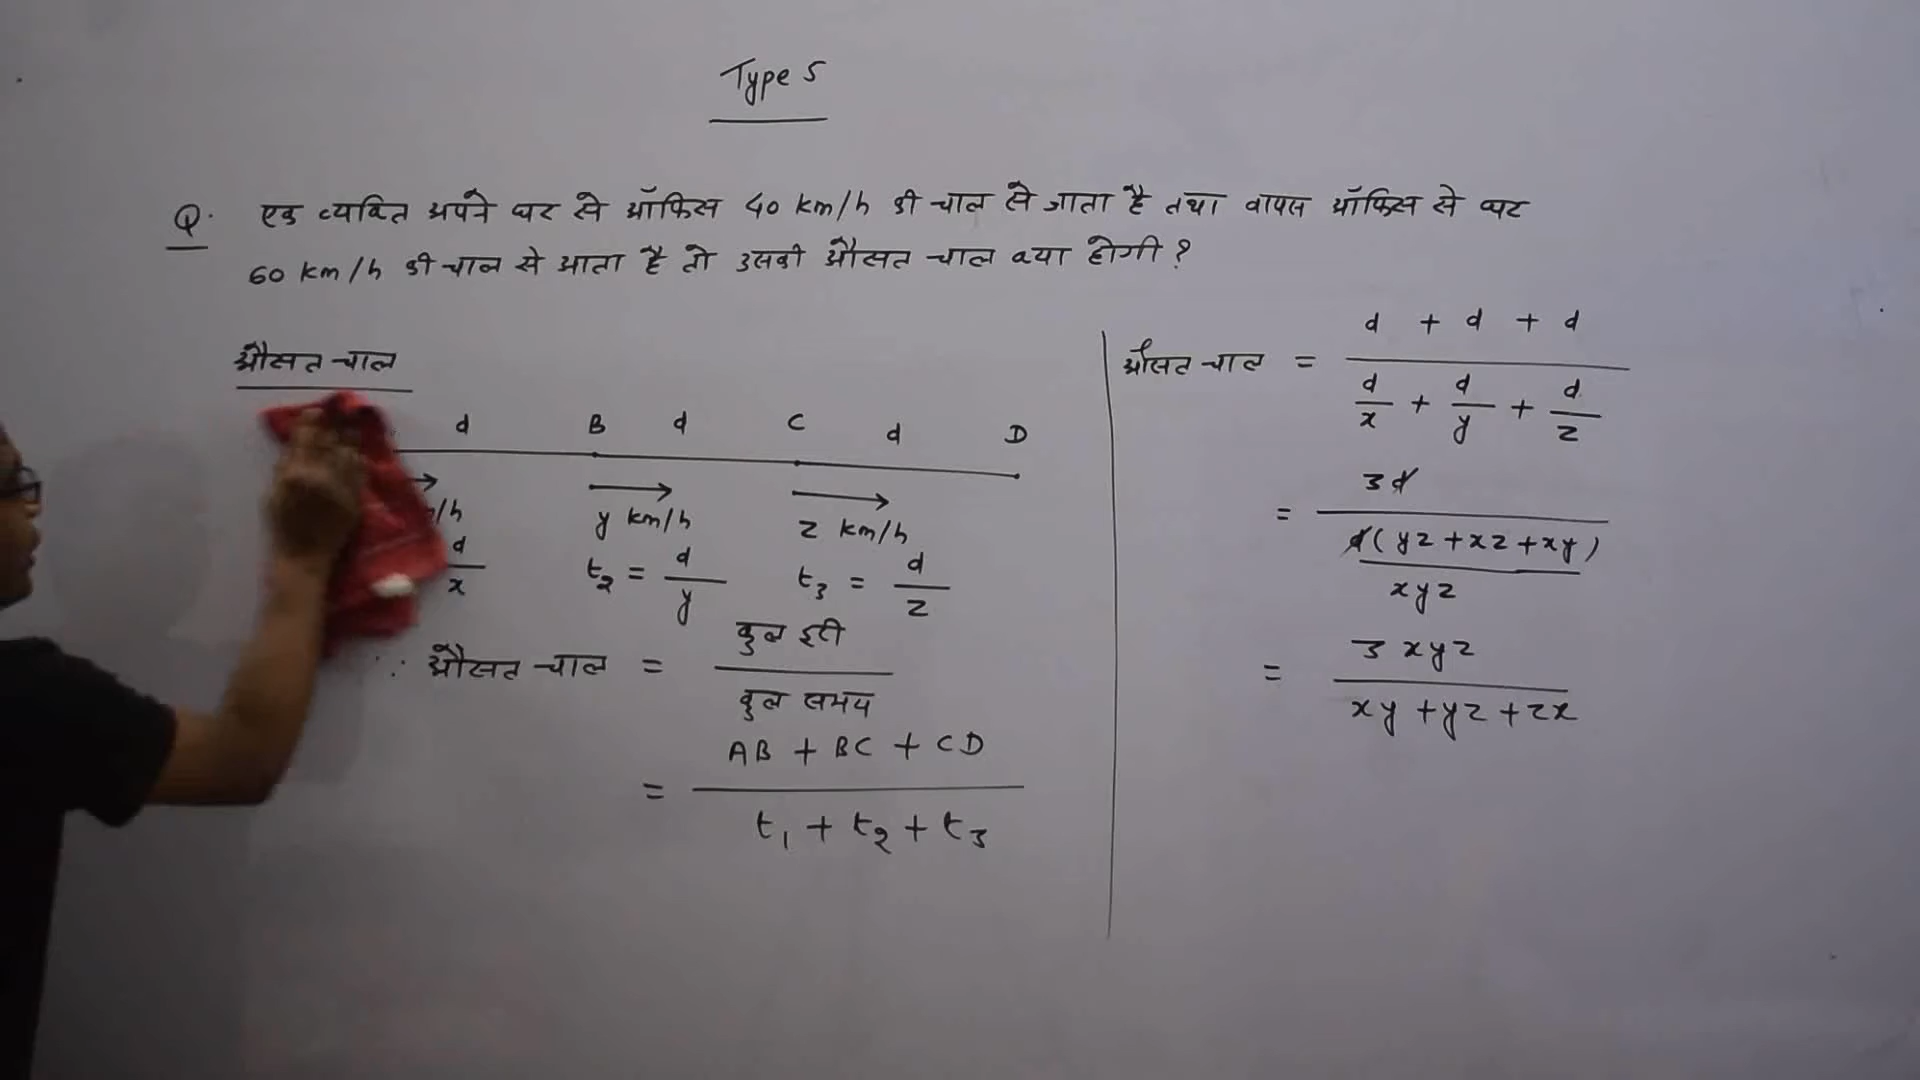 Type 5
Q. एक व्यक्ति अपने घर से ऑफिस 40 km/h की चाल से जाता है तथा वापस ऑफिस से घर
60 km/h की चाल से आता है तो उसकी औसत चाल क्या होगी ?
औसत चाल
d B d C d D
/h y km/h z km/h
d/x t₂ = d/y t₃ = d/z
∵ औसत चाल = कुल दूरी / कुल समय
= AB + BC + CD / t₁ + t₂ + t₃
औसत चाल = d + d + d / d/x + d/y + d/z
= 3d / d(yz + xz + xy)/xyz
= 3xyz / xy + yz + zx